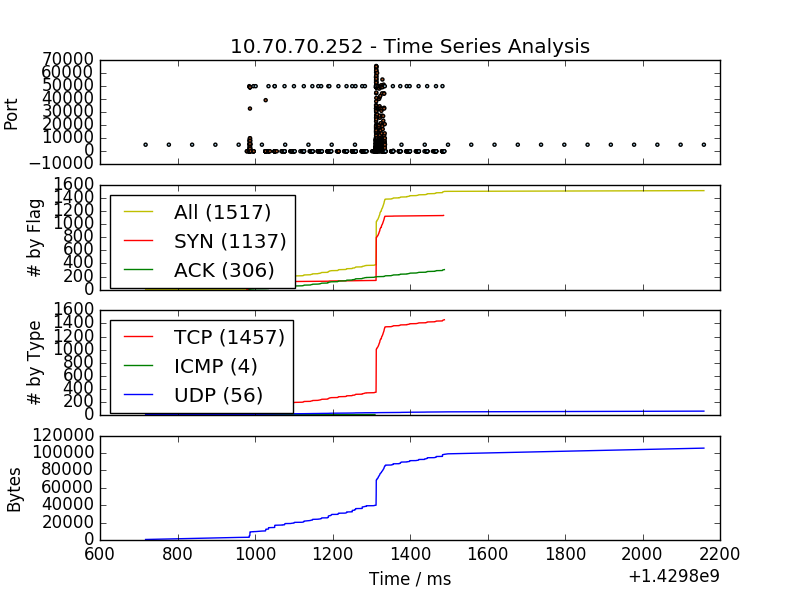 10.70.70.252 - Time Series Analysis
70000
60000
50000
40000
30000
20000
10000
0
−10000
Port
1600
1400
1200
1000
800
600
400
200
0
# by Flag
All (1517)
SYN (1137)
ACK (306)
1600
1400
1200
1000
800
600
400
200
0
# by Type
TCP (1457)
ICMP (4)
UDP (56)
120000
100000
80000
60000
40000
20000
0
Bytes
600 800 1000 1200 1400 1600 1800 2000 2200
Time / ms
+1.4298e9